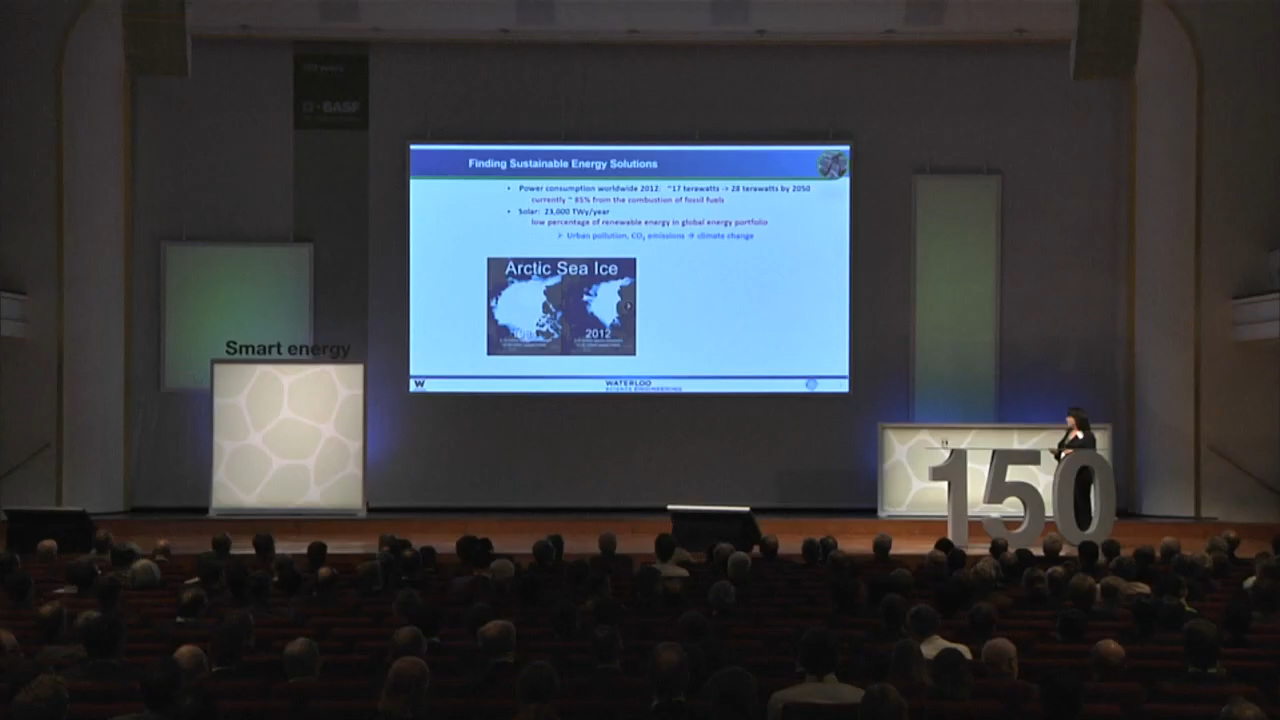 BASF
Finding Sustainable Energy Solutions
• Power consumption worldwide 2012: ~17 terawatts -> 28 terawatts by 2050
currently ~ 85% from the combustion of fossil fuels
• Solar: 23,000 TWy/year
low percentage of renewable energy in global energy portfolio
➢ Urban pollution, CO₂ emissions → climate change
Arctic Sea Ice
2012
W
WATERLOO
SCIENCE ENGINEERING
Smart energy
150